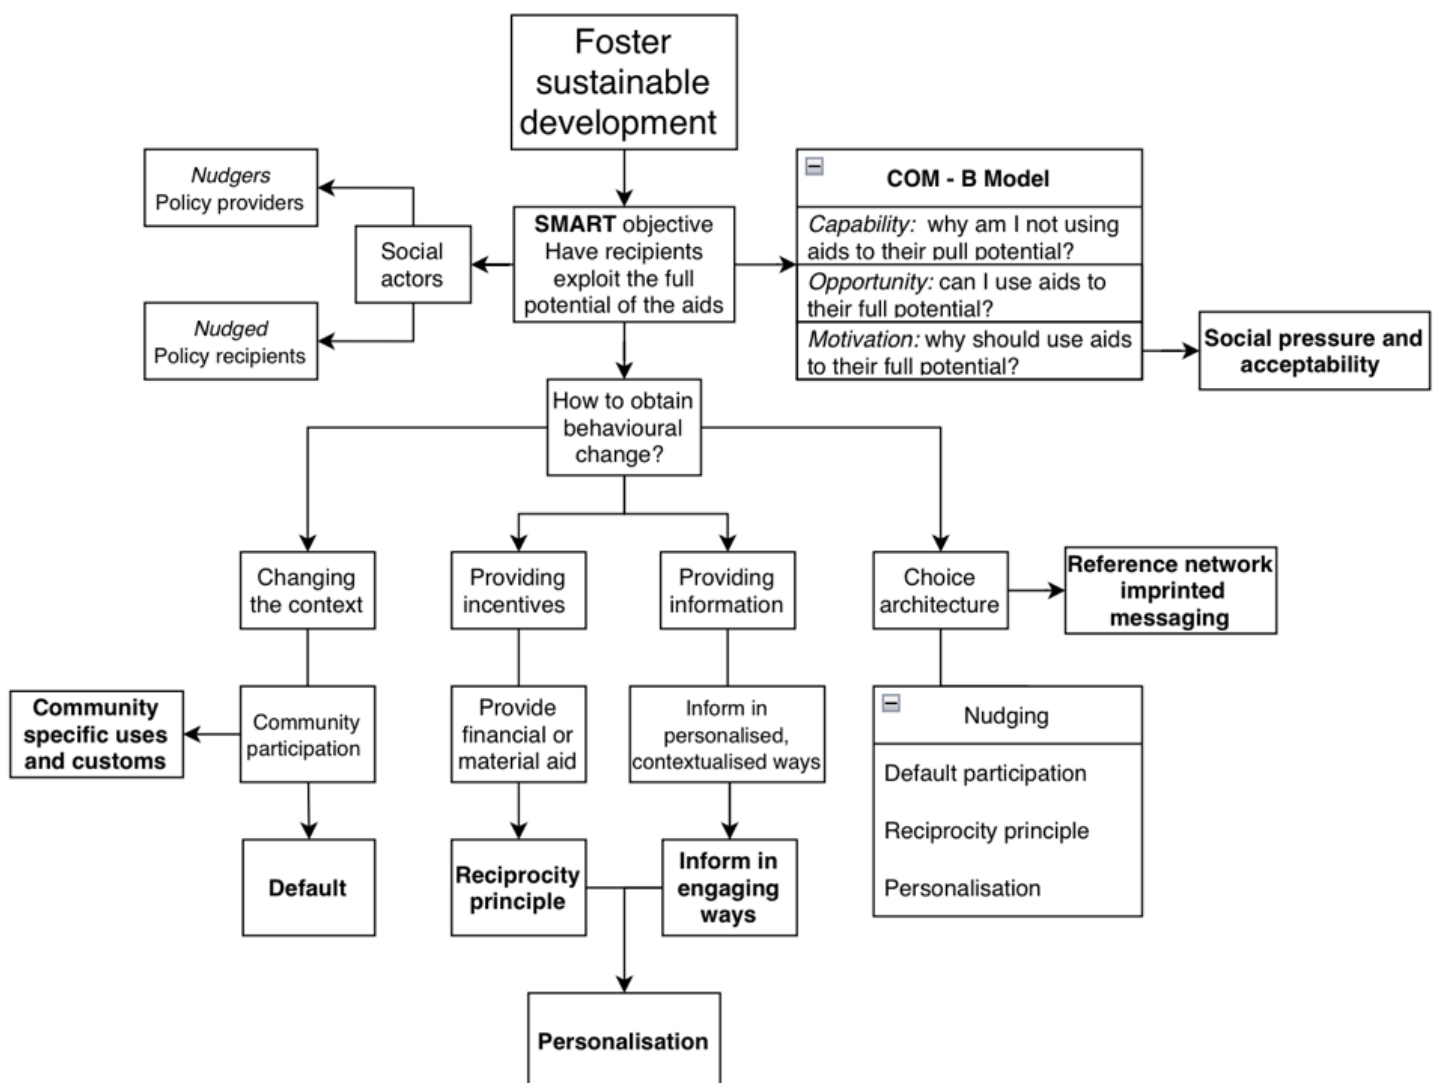 Foster
sustainable
development
Nudgers
Policy providers
COM - B Model
Social
actors
SMART objective
Have recipients
exploit the full
potential of the aids
Capability: why am I not using
aids to their pull potential?
Opportunity: can I use aids to
their full potential?
Motivation: why should use aids
to their full potential?
Nudged
Policy recipients
Social pressure and
acceptability
How to obtain
behavioural
change?
Changing
the context
Providing
incentives
Providing
information
Choice
architecture
Reference network
imprinted
messaging
Community
specific uses
and customs
Community
participation
Provide
financial or
material aid
Inform in
personalised,
contextualised ways
Nudging
Default participation
Reciprocity principle
Personalisation
Default
Reciprocity
principle
Inform in
engaging
ways
Personalisation